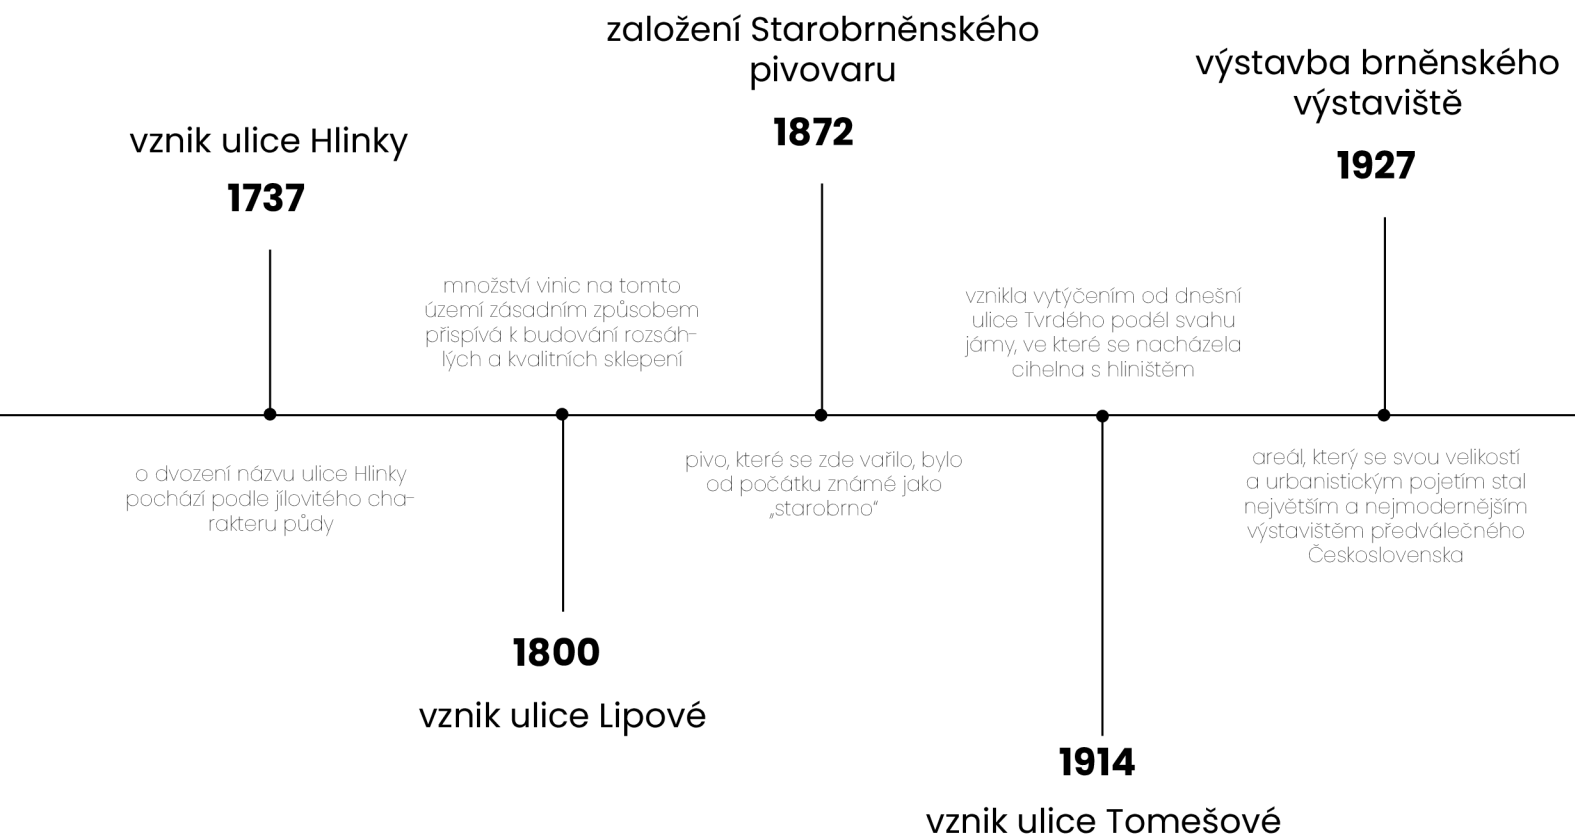 vznik ulice Hlinky
1737
o dvození názvu ulice Hlinky
pochází podle jílovitého cha-
rakteru půdy
množství vinic na tomto
území zásadním způsobem
přispívá k budování rozsáh-
lých a kvalitních sklepení
1800
vznik ulice Lipové
založení Starobrněnského
pivovaru
1872
pivo, které se zde vařilo, bylo
od počátku známé jako
„starobrno“
vznikla vytýčením od dnešní
ulice Tvrdého podél svahu
jámy, ve které se nacházela
cihelna s hliništěm
1914
vznik ulice Tomešové
výstavba brněnského
výstaviště
1927
areál, který se svou velikostí
a urbanistickým pojetím stal
největším a nejmodernějším
výstavištěm předválečného
Československa